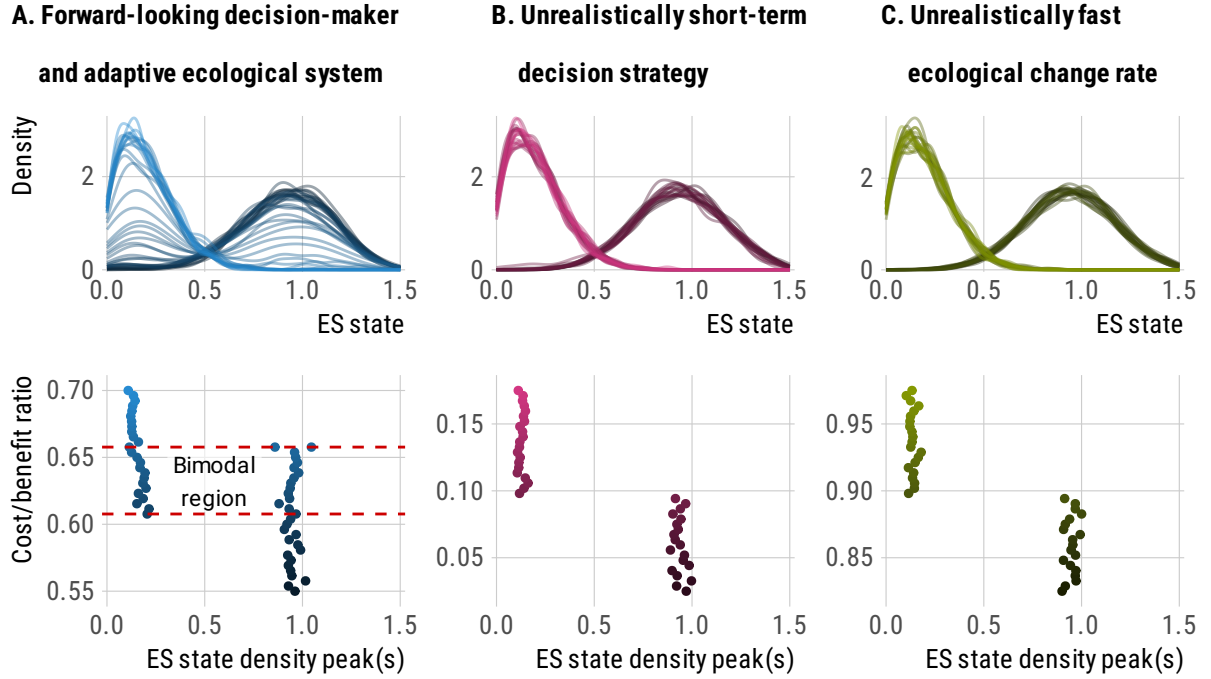 A. Forward-looking decision-maker
and adaptive ecological system
B. Unrealistically short-term
decision strategy
C. Unrealistically fast
ecological change rate
Density
2
0
0.0 0.5 1.0 1.5
ES state
2
0
0.0 0.5 1.0 1.5
ES state
2
0
0.0 0.5 1.0 1.5
ES state
Cost/benefit ratio
0.70
0.65
0.60
0.55
Bimodal
region
0.0 0.5 1.0 1.5
ES state density peak(s)
0.15
0.10
0.05
0.0 0.5 1.0 1.5
ES state density peak(s)
0.95
0.90
0.85
0.0 0.5 1.0 1.5
ES state density peak(s)